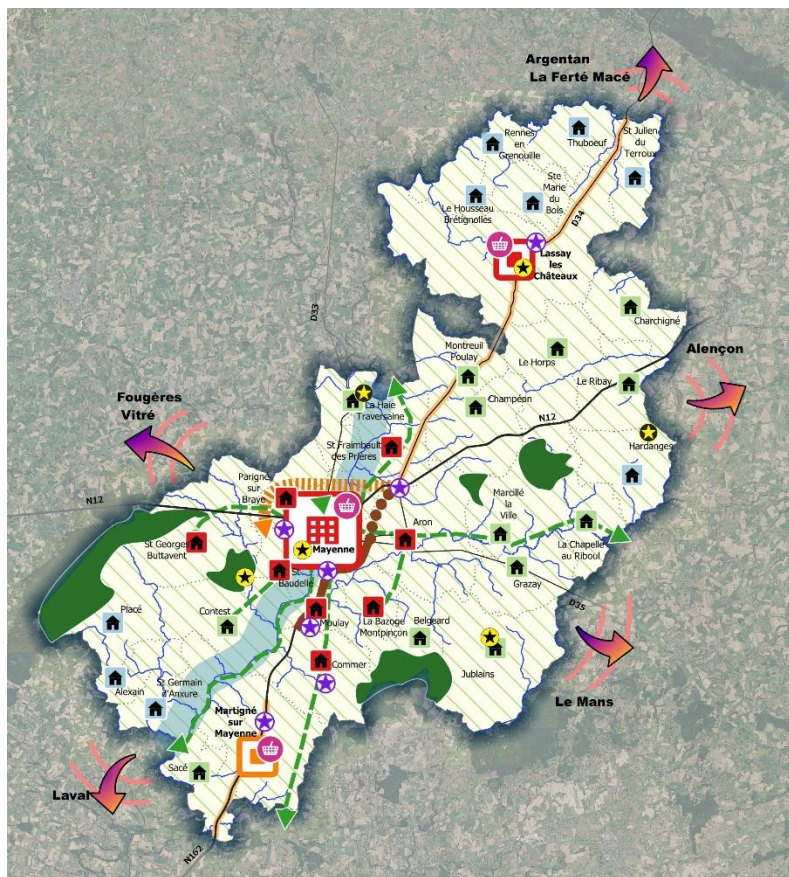 Argentan
La Ferté Macé
Rennes
en
Grenouille
Thuboeuf
St Julien
du
Terroux
Ste
Marie
du
Bois
Le Housseau
Brétignolles
D34
Lassay
les
Châteaux
D33
Charchigné
Montreuil
Poulay
Le Horps
Alençon
Le Ribay
Champéon
Fougères
Vitré
La Haie
Traversaine
N12
Hardanges
St Fraimbault
des Prières
Parigné
sur
Braye
N12
Marcillé
la
Ville
Aron
St Georges
Buttavent
Mayenne
La Chapelle
au Riboul
St
Baudelle
Grazay
D35
Placé
Contest
Moulay
La Bazoge
Montpinçon
Belgeard
Commer
Jublains
Alexain
St Germain
d'Anxure
Le Mans
Martigné
sur
Mayenne
Sacé
Laval
N162